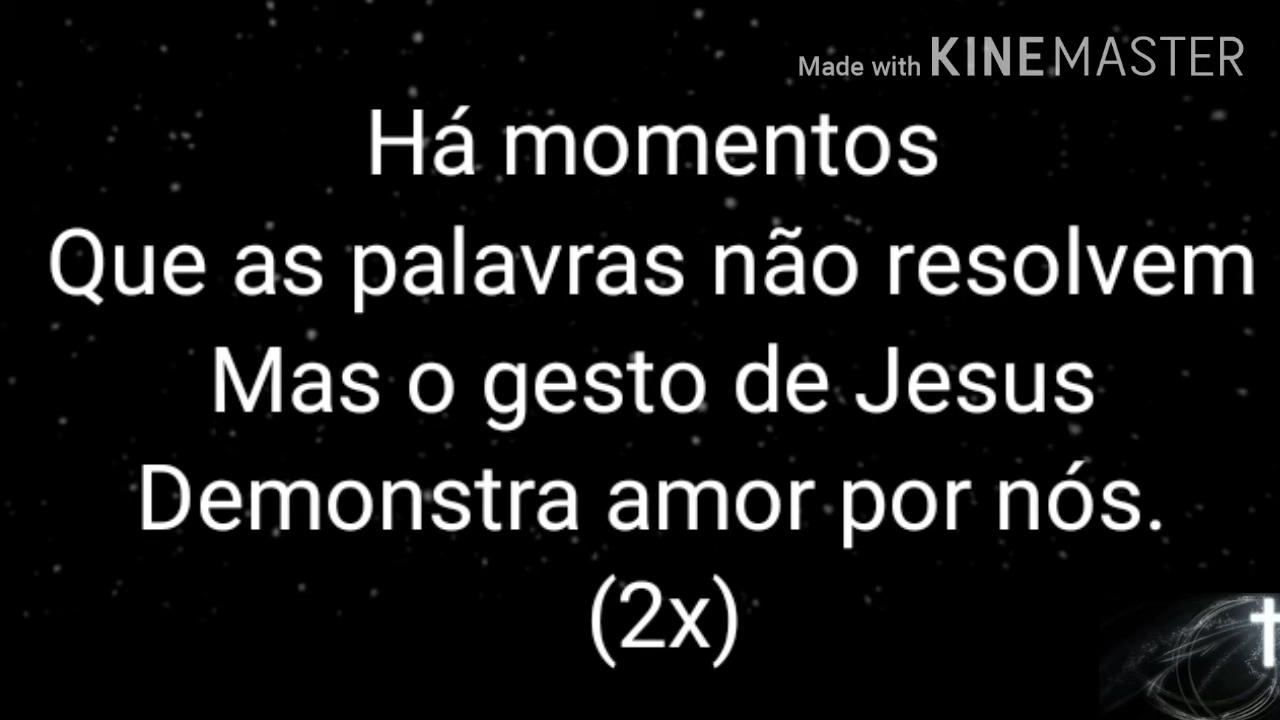 Made with KINEMASTER
Há momentos
Que as palavras não resolvem
Mas o gesto de Jesus
Demonstra amor por nós.
(2x)